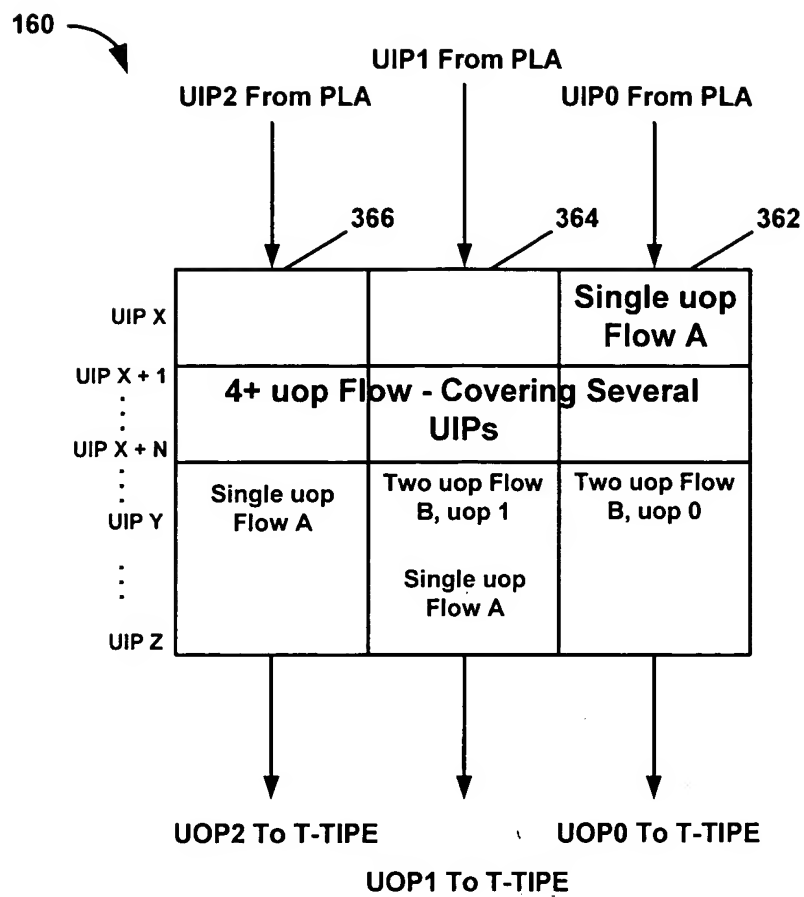 160
UIP1 From PLA
UIP2 From PLA
UIP0 From PLA
366
364
362
UIP X
Single uop
Flow A
UIP X + 1
4+ uop Flow - Covering Several
UIPs
UIP X + N
Single uop
Flow A
Two uop Flow
B, uop 1
Two uop Flow
B, uop 0
UIP Y
Single uop
Flow A
UIP Z
UOP2 To T-TIPE
UOP0 To T-TIPE
UOP1 To T-TIPE